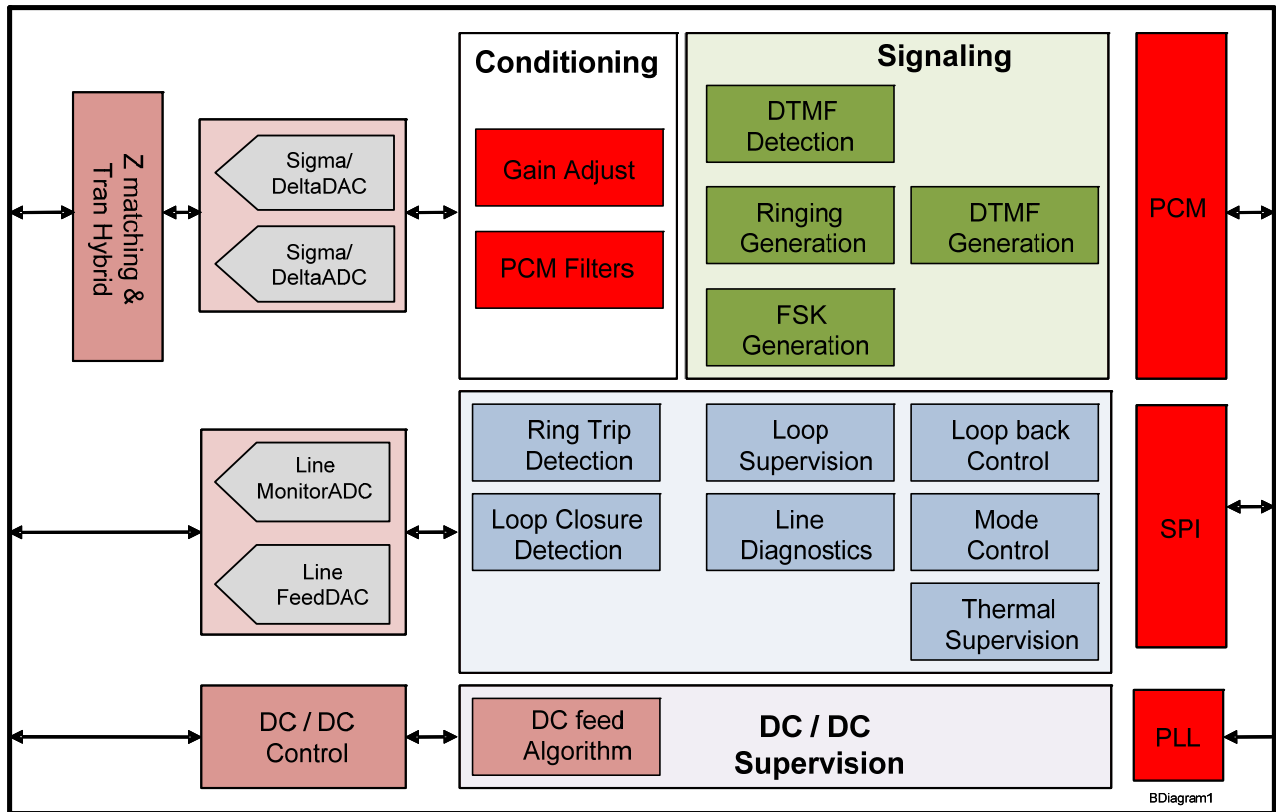 Conditioning
Signaling
Z matching &
Tran Hybrid
Sigma/
DeltaDAC
Sigma/
DeltaADC
Gain Adjust
PCM Filters
DTMF
Detection
Ringing
Generation
DTMF
Generation
FSK
Generation
PCM
Line
MonitorADC
Line
FeedDAC
Ring Trip
Detection
Loop
Supervision
Loop back
Control
Loop Closure
Detection
Line
Diagnostics
Mode
Control
Thermal
Supervision
SPI
DC / DC
Control
DC feed
Algorithm
DC / DC
Supervision
PLL
BDiagram1